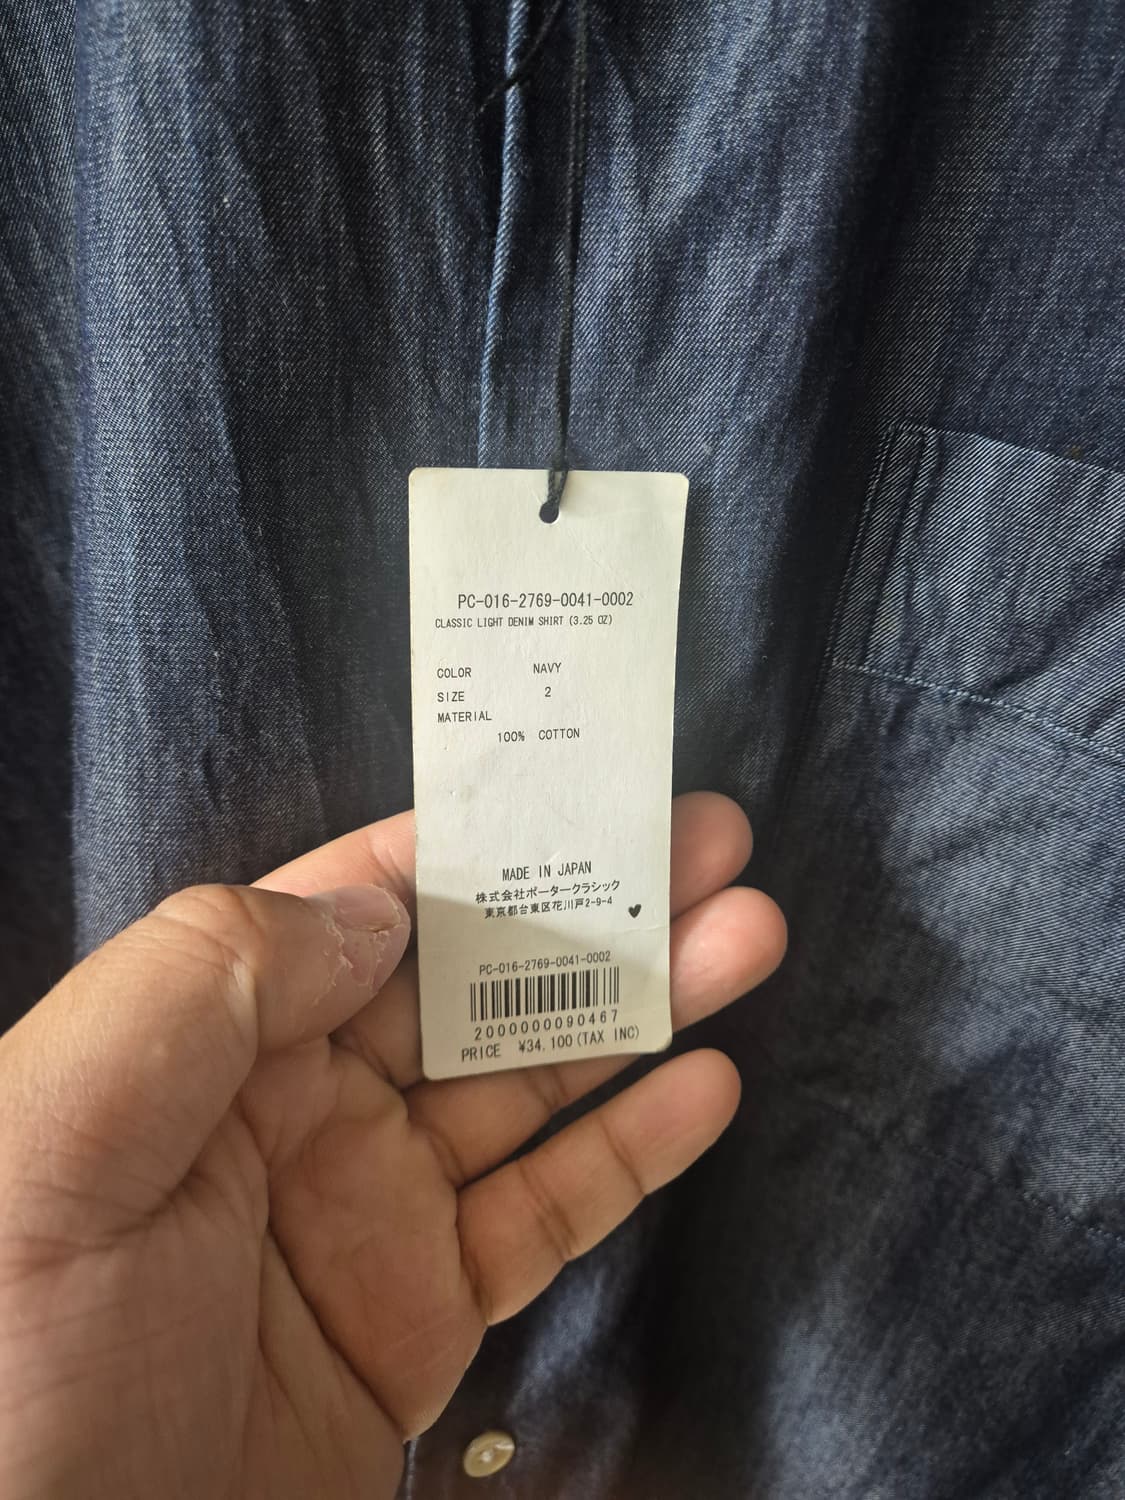 PC-016-2769-0041-0002
CLASSIC LIGHT DENIM SHIRT (3.25 OZ)
COLOR NAVY
SIZE 2
MATERIAL
100% COTTON
MADE IN JAPAN
株式会社ポータークラシック
東京都台東区花川戸2-9-4
PC-016-2769-0041-0002
2000000090467
PRICE ¥34.100(TAX INC)